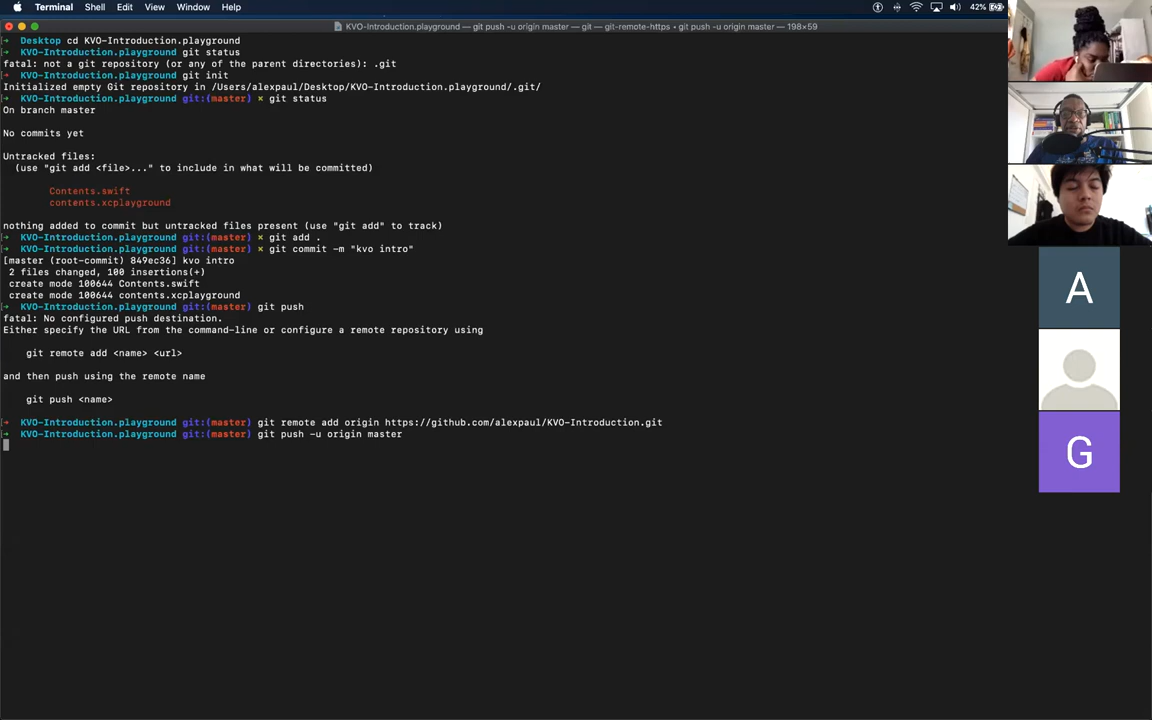 Terminal Shell Edit View Window Help 42%
KVO-Introduction.playground — git push -u origin master — git — git-remote-https • git push -u origin master — 198×59
Desktop cd KVO-Introduction.playground
KVO-Introduction.playground git status
fatal: not a git repository (or any of the parent directories): .git
KVO-Introduction.playground git init
Initialized empty Git repository in /Users/alexpaul/Desktop/KVO-Introduction.playground/.git/
KVO-Introduction.playground git:(master) × git status
On branch master
No commits yet
Untracked files:
(use "git add <file>..." to include in what will be committed)
Contents.swift
contents.xcplayground
nothing added to commit but untracked files present (use "git add" to track)
KVO-Introduction.playground git:(master) × git add .
KVO-Introduction.playground git:(master) × git commit -m "kvo intro"
[master (root-commit) 849ec36] kvo intro
2 files changed, 100 insertions(+)
create mode 100644 Contents.swift
create mode 100644 contents.xcplayground
KVO-Introduction.playground git:(master) git push
fatal: No configured push destination.
Either specify the URL from the command-line or configure a remote repository using
git remote add <name> <url>
and then push using the remote name
git push <name>
KVO-Introduction.playground git:(master) git remote add origin https://github.com/alexpaul/KVO-Introduction.git
KVO-Introduction.playground git:(master) git push -u origin master
A
G